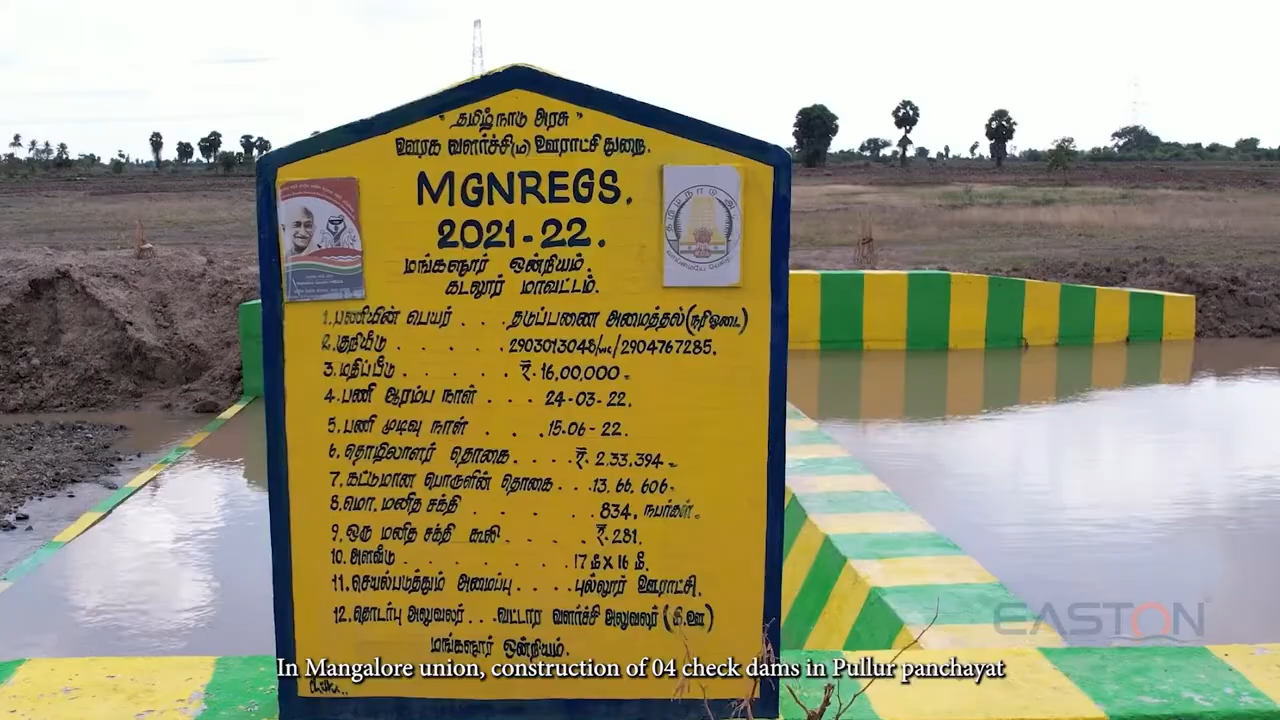 " தமிழ்நாடு அரசு "
ஊரக வளர்ச்சி(ம) ஊராட்சி துறை.
MGNREGS.
2021-22.
மங்களூர் ஒன்றியம்.
கடலூர் மாவட்டம்.
1. பணியின் பெயர் . . . தடுப்பணை அமைத்தல் (நரிஓடை)
2. குறியீடு . . . . . . 2903013048/wc/2904767285.
3. மதிப்பீடு . . . . . . ₹. 16,00,000/-
4. பணி ஆரம்ப நாள் . . . 24-03-22.
5. பணி முடிவு நாள் . . . 15.06-22.
6. தொழிலாளர் தொகை . . . . ₹. 2,33,394/-
7. கட்டுமான பொருளின் தொகை . . . 13,66,606/-
8. மொ. மனித சக்தி . . . . . . 834. நபர்கள்.
9. ஒரு மனித சக்தி கூலி . . . . . ₹. 281.
10. அளவீடு . . . . . . . . . 17 மீ x 16 மீ.
11. செயல்படுத்தும் அமைப்பு . . . . புல்லூர் ஊராட்சி.
12. தொடர்பு அலுவலர் . . . வட்டார வளர்ச்சி அலுவலர் (கி.ஊ)
மங்களூர் ஒன்றியம்.
தமிழ்நாடு அரசு
வாய்மையே வெல்லும்
EASTON
In Mangalore union, construction of 04 check dams in Pullur panchayat